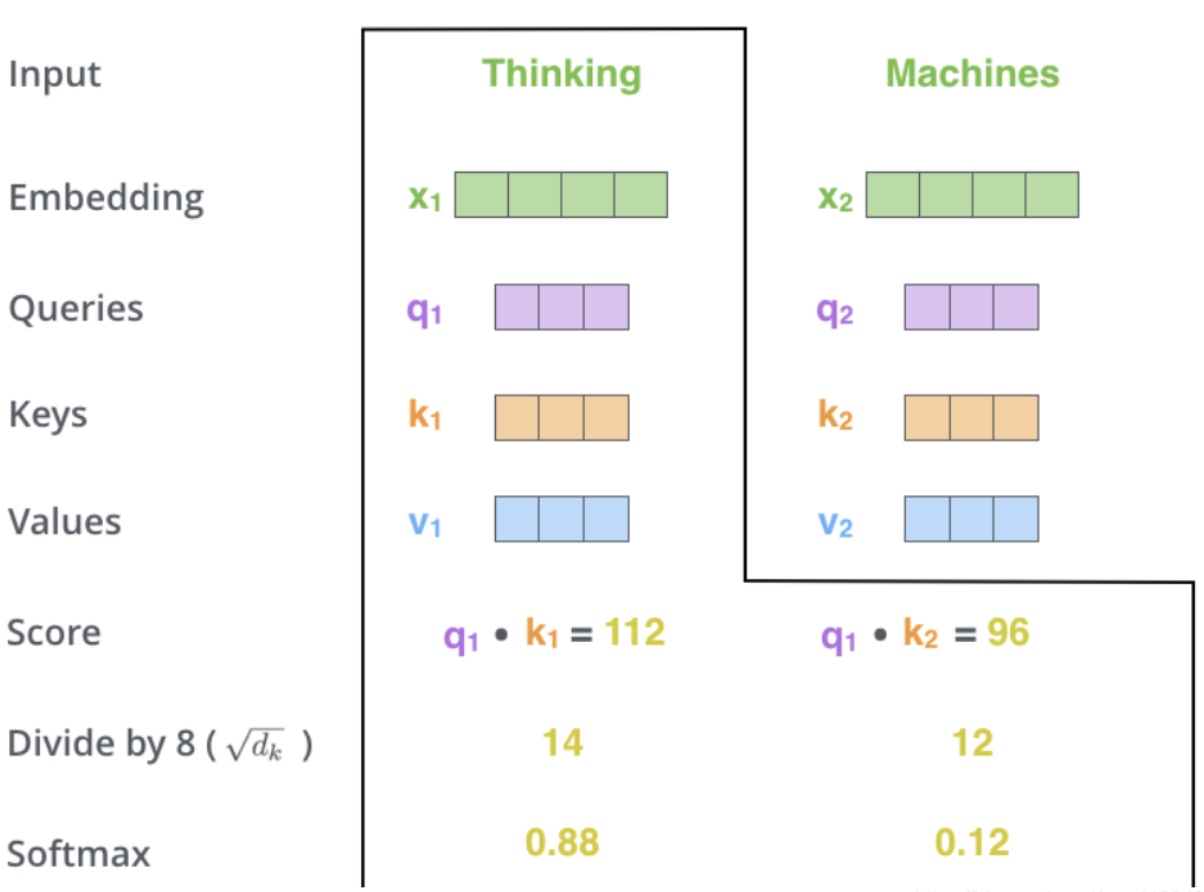 Input Thinking Machines
Embedding x₁ x₂
Queries q₁ q₂
Keys k₁ k₂
Values v₁ v₂
Score q₁ • k₁ = 112 q₁ • k₂ = 96
Divide by 8 ( √dₖ ) 14 12
Softmax 0.88 0.12